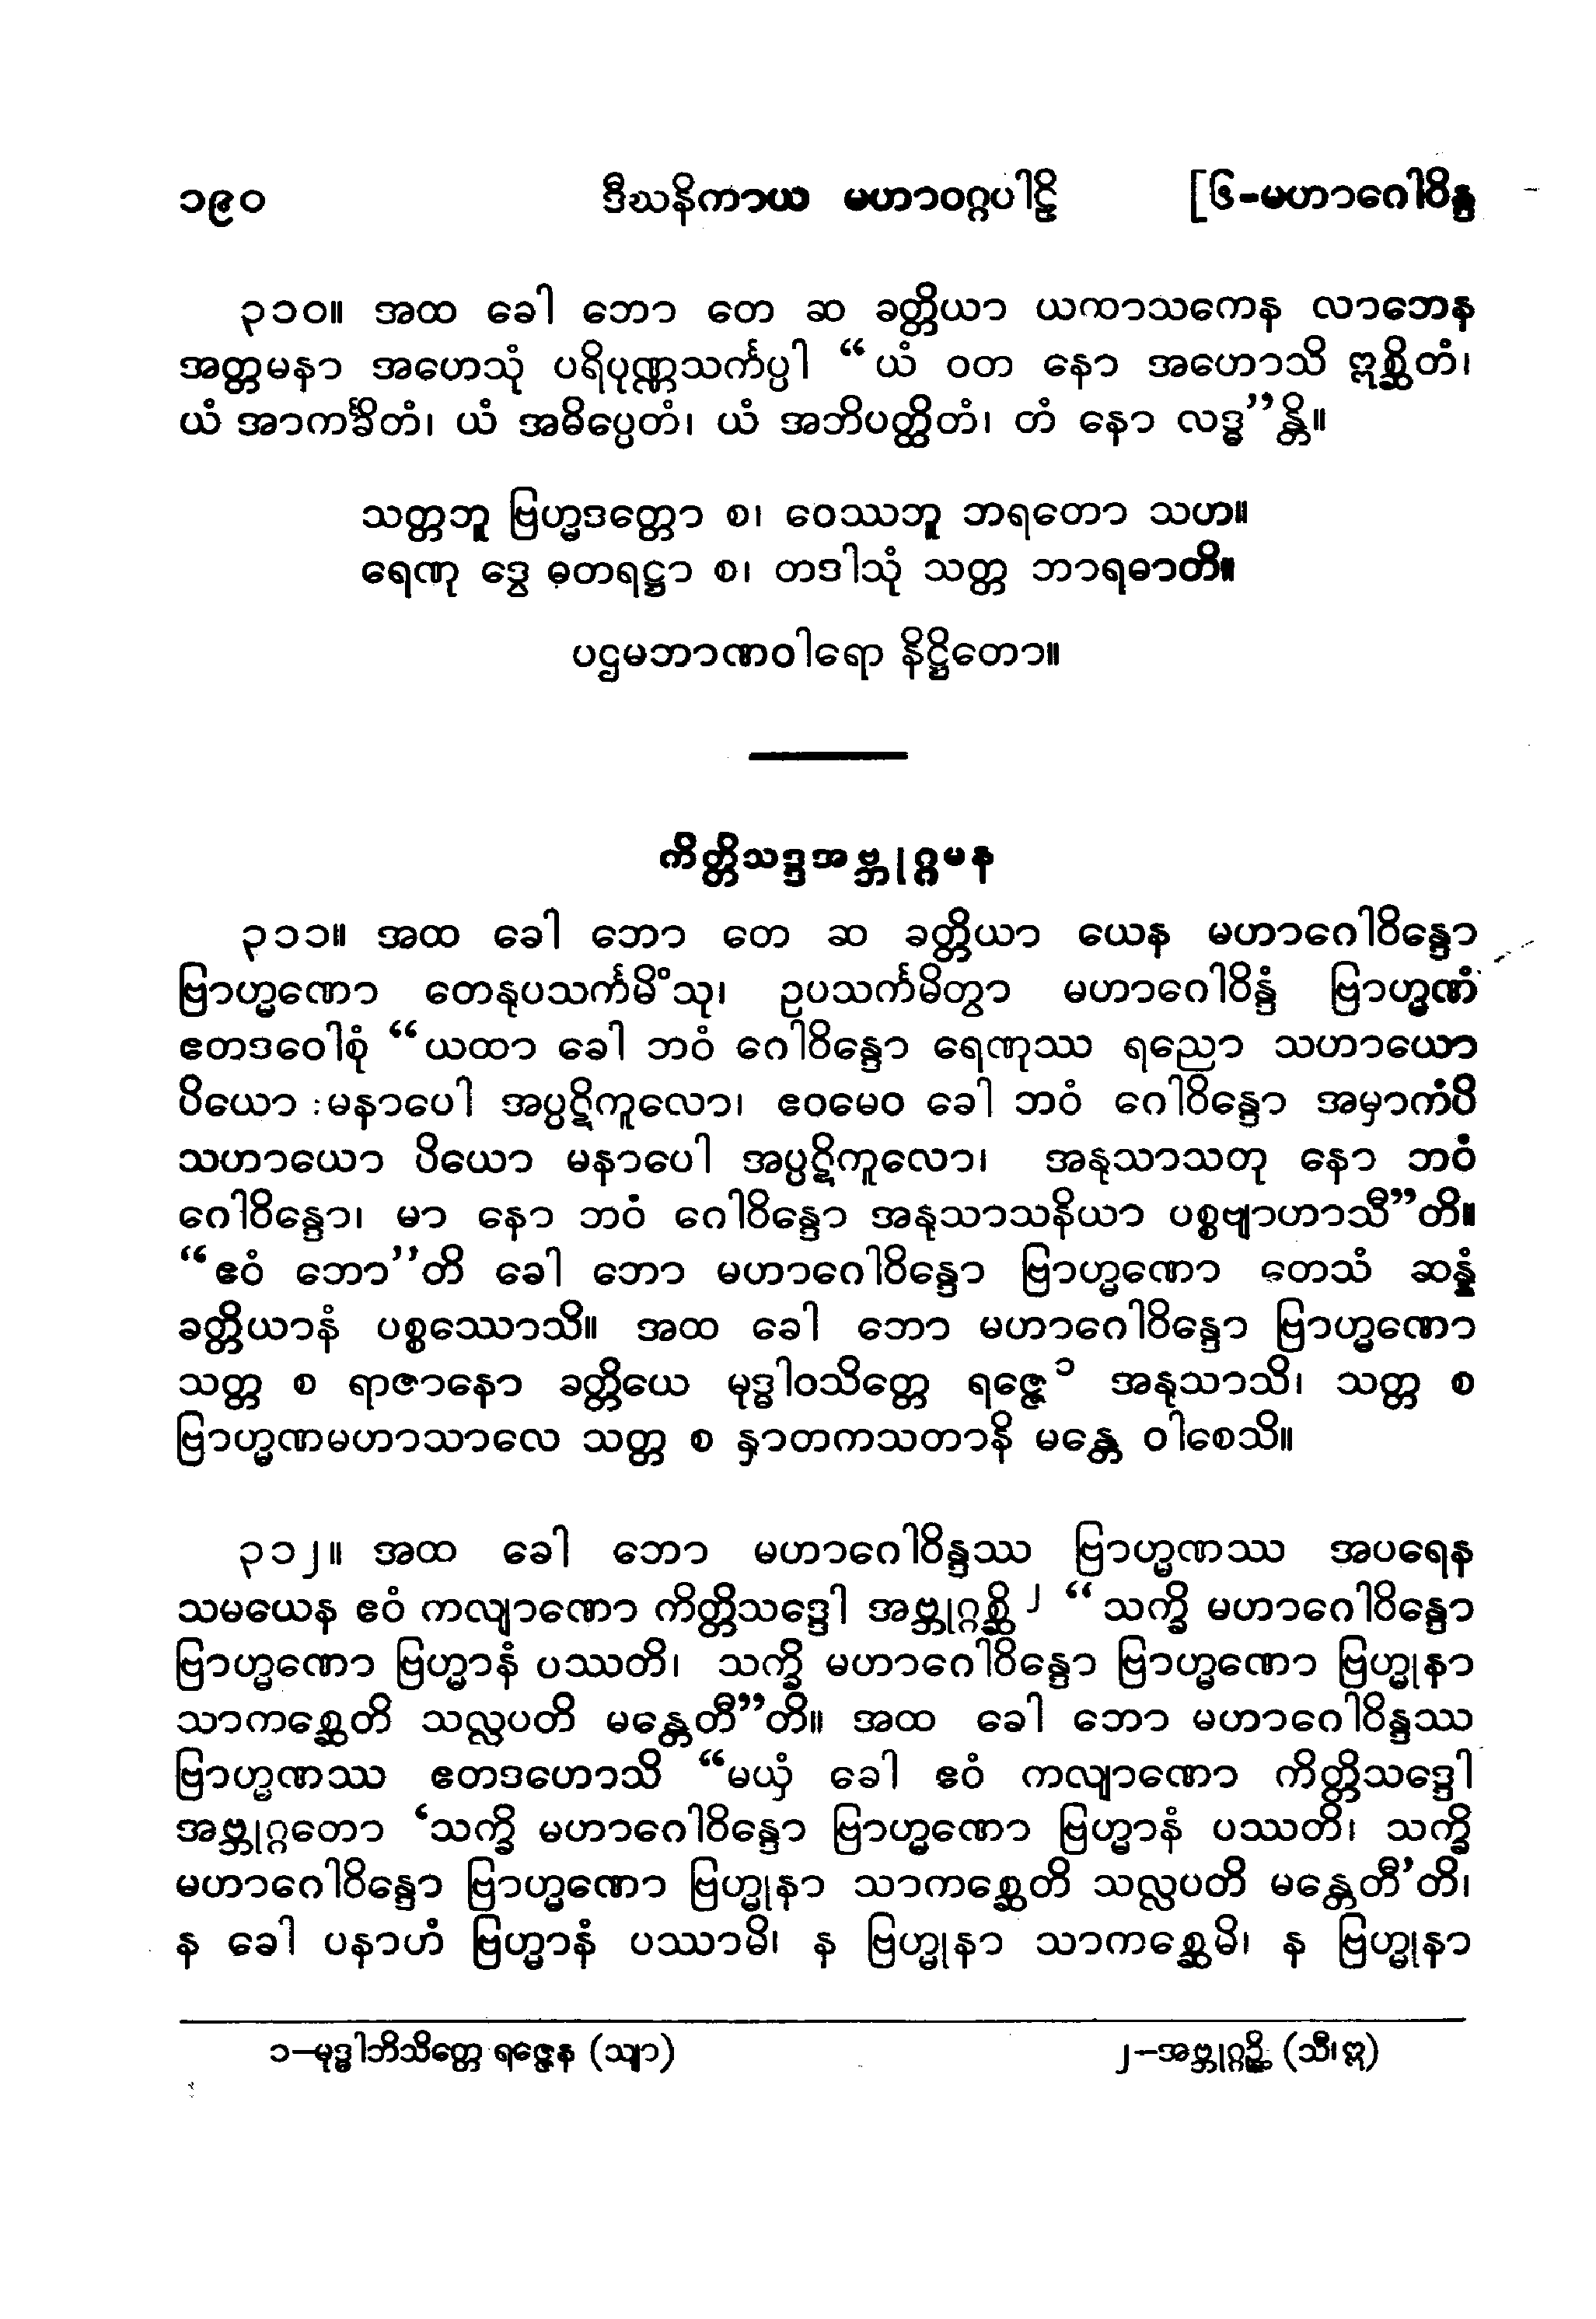 ၁၉၀ ဒီဃနိကာယ မဟာဝဂ္ဂပါဠိ [၆-မဟာဂေါဝိန္ဒ
၃၁၀။ အထ ခေါ ဘော တေ ဆ ခတ္တိယာ ယထာသကေန လာဘေန
အတ္တမနာ အဟေသုံ ပရိပုဏ္ဏသင်္ကပ္ပါ “ယံ ဝတ နော အဟောသိ ဣစ္ဆိတံ၊
ယံ အာကင်္ခိတံ၊ ယံ အဓိပ္ပေတံ၊ ယံ အဘိပတ္ထိတံ၊ တံ နော လဒ္ဓ”န္တိ။
သတ္တဘူ ဗြဟ္မဒတ္တော စ၊ ဝေဿဘူ ဘရတော သဟ။
ရေဏု ဒွေ ဓတရဋ္ဌာ စ၊ တဒါသုံ သတ္တ ဘာရဓာတိ။
ပဌမဘာဏဝါရော နိဋ္ဌိတော။
ကိတ္တိသဒ္ဒအဗ္ဘုဂ္ဂမန
၃၁၁။ အထ ခေါ ဘော တေ ဆ ခတ္တိယာ ယေန မဟာဂေါဝိန္ဒော
ဗြာဟ္မဏော တေနုပသင်္ကမိံသု၊ ဥပသင်္ကမိတွာ မဟာဂေါဝိန္ဒံ ဗြာဟ္မဏံ
ဧတဒဝေါစုံ “ယထာ ခေါ ဘဝံ ဂေါဝိန္ဒော ရေဏုဿ ရညော သဟာယော
ပိယော မနာပေါ အပ္ပဋိကူလော၊ ဧဝမေဝ ခေါ ဘဝံ ဂေါဝိန္ဒော အမှာကံပိ
သဟာယော ပိယော မနာပေါ အပ္ပဋိကူလော၊ အနုသာသတု နော ဘဝံ
ဂေါဝိန္ဒော၊ မာ နော ဘဝံ ဂေါဝိန္ဒော အနုသာသနိယာ ပစ္စဗျာဟာသီ”တိ။
“ဧဝံ ဘော”တိ ခေါ ဘော မဟာဂေါဝိန္ဒော ဗြာဟ္မဏော တေသံ ဆန္နံ
ခတ္တိယာနံ ပစ္စဿောသိ။ အထ ခေါ ဘော မဟာဂေါဝိန္ဒော ဗြာဟ္မဏော
သတ္တ စ ရာဇာနော ခတ္တိယေ မုဒ္ဓါဝသိတ္တေ ရဇ္ဇေ၁ အနုသာသိ၊ သတ္တ စ
ဗြာဟ္မဏမဟာသာလေ သတ္တ စ နှာတကသတာနိ မန္တေ ဝါစေသိ။
၃၁၂။ အထ ခေါ ဘော မဟာဂေါဝိန္ဒဿ ဗြာဟ္မဏဿ အပရေန
သမယေန ဧဝံ ကလျာဏော ကိတ္တိသဒ္ဒေါ အဗ္ဘုဂ္ဂစ္ဆိ၂ “သက္ခိ မဟာဂေါဝိန္ဒော
ဗြာဟ္မဏော ဗြဟ္မာနံ ပဿတိ၊ သက္ခိ မဟာဂေါဝိန္ဒော ဗြာဟ္မဏော ဗြဟ္မုနာ
သာကစ္ဆေတိ သလ္လပတိ မန္တေတီ”တိ။ အထ ခေါ ဘော မဟာဂေါဝိန္ဒဿ
ဗြာဟ္မဏဿ ဧတဒဟောသိ “မယှံ ခေါ ဧဝံ ကလျာဏော ကိတ္တိသဒ္ဒေါ
အဗ္ဘုဂ္ဂတော ‘သက္ခိ မဟာဂေါဝိန္ဒော ဗြာဟ္မဏော ဗြဟ္မာနံ ပဿတိ၊ သက္ခိ
မဟာဂေါဝိန္ဒော ဗြာဟ္မဏော ဗြဟ္မုနာ သာကစ္ဆေတိ သလ္လပတိ မန္တေတီ’တိ၊
န ခေါ ပနာဟံ ဗြဟ္မာနံ ပဿာမိ၊ န ဗြဟ္မုနာ သာကစ္ဆေမိ၊ န ဗြဟ္မုနာ
၁–မုဒ္ဓါဘိသိတ္တေ ရဇ္ဇေန (သျာ) ၂–အဗ္ဘုဂ္ဂဉ္ဆိ (သီ၊ ဣ)